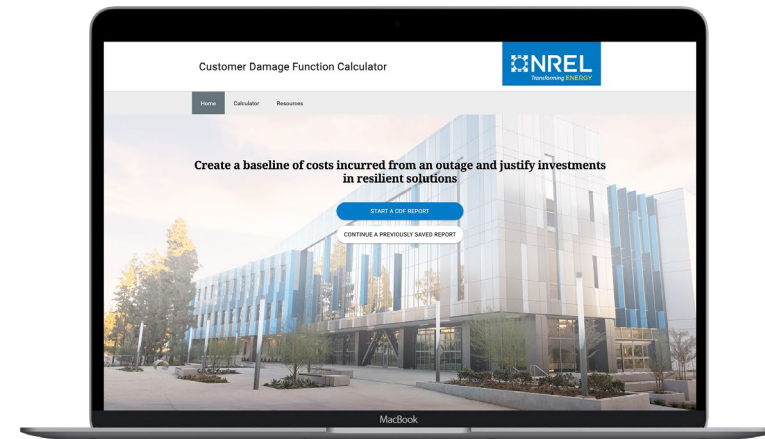 Customer Damage Function Calculator
NREL
Transforming ENERGY
Home Calculator Resources
Create a baseline of costs incurred from an outage and justify investments
in resilient solutions
START A CDF REPORT
CONTINUE A PREVIOUSLY SAVED REPORT
MacBook